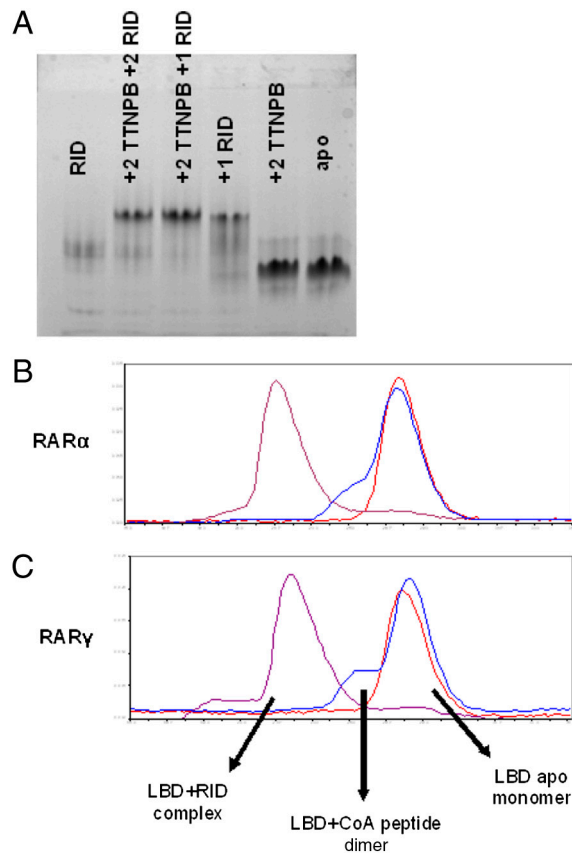 A
RID
+2 TTNPB +2 RID
+2 TTNPB +1 RID
+1 RID
+2 TTNPB
apo
B
RARα
C
RARγ
LBD+RID
complex
LBD+CoA peptide
dimer
LBD apo
monomer